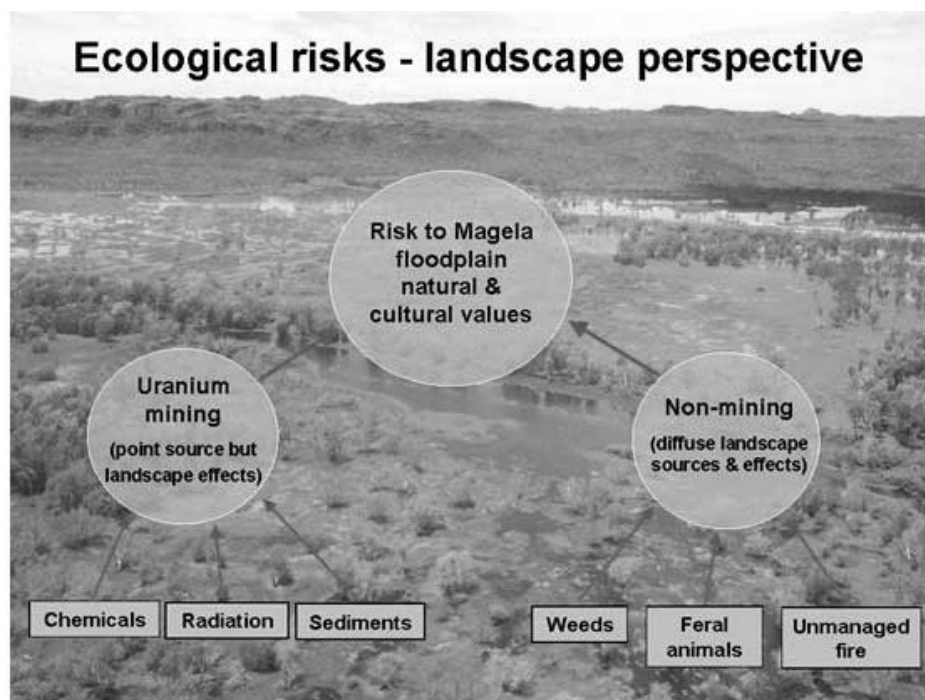 Ecological risks - landscape perspective
Risk to Magela
floodplain
natural &
cultural values
Uranium
mining
(point source but
landscape effects)
Non-mining
(diffuse landscape
sources & effects)
Chemicals
Radiation
Sediments
Weeds
Feral
animals
Unmanaged
fire